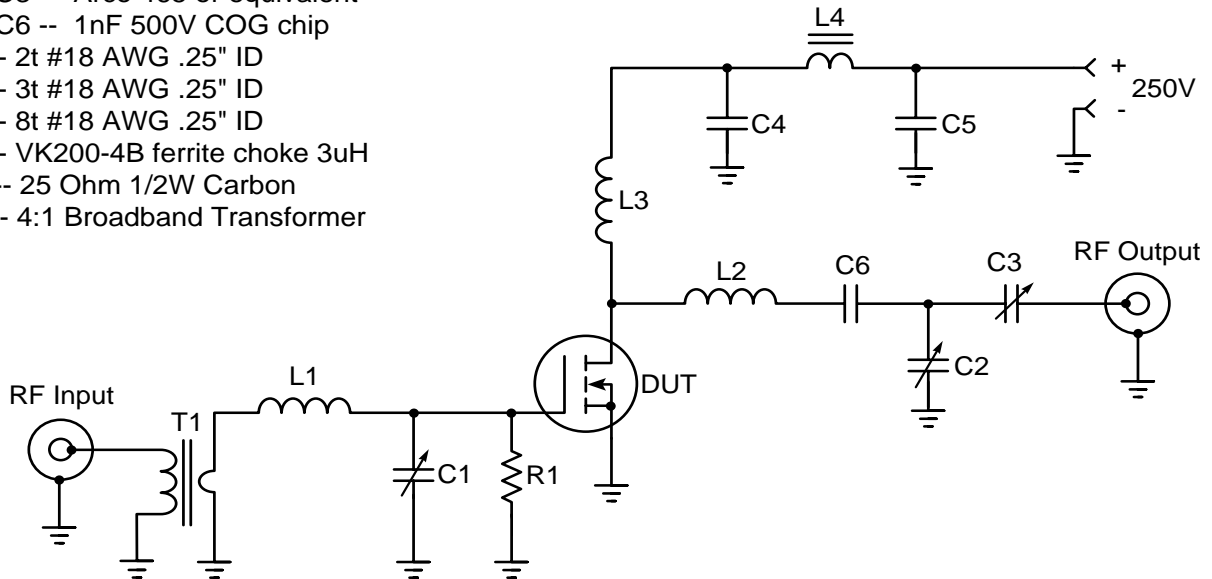 C6 -- 1nF 500V COG chip
- 2t #18 AWG .25" ID
- 3t #18 AWG .25" ID
- 8t #18 AWG .25" ID
- VK200-4B ferrite choke 3uH
-- 25 Ohm 1/2W Carbon
- 4:1 Broadband Transformer
L4
+
250V
-
C4
C5
L3
RF Output
L2
C6
C3
C2
DUT
RF Input
L1
T1
C1
R1